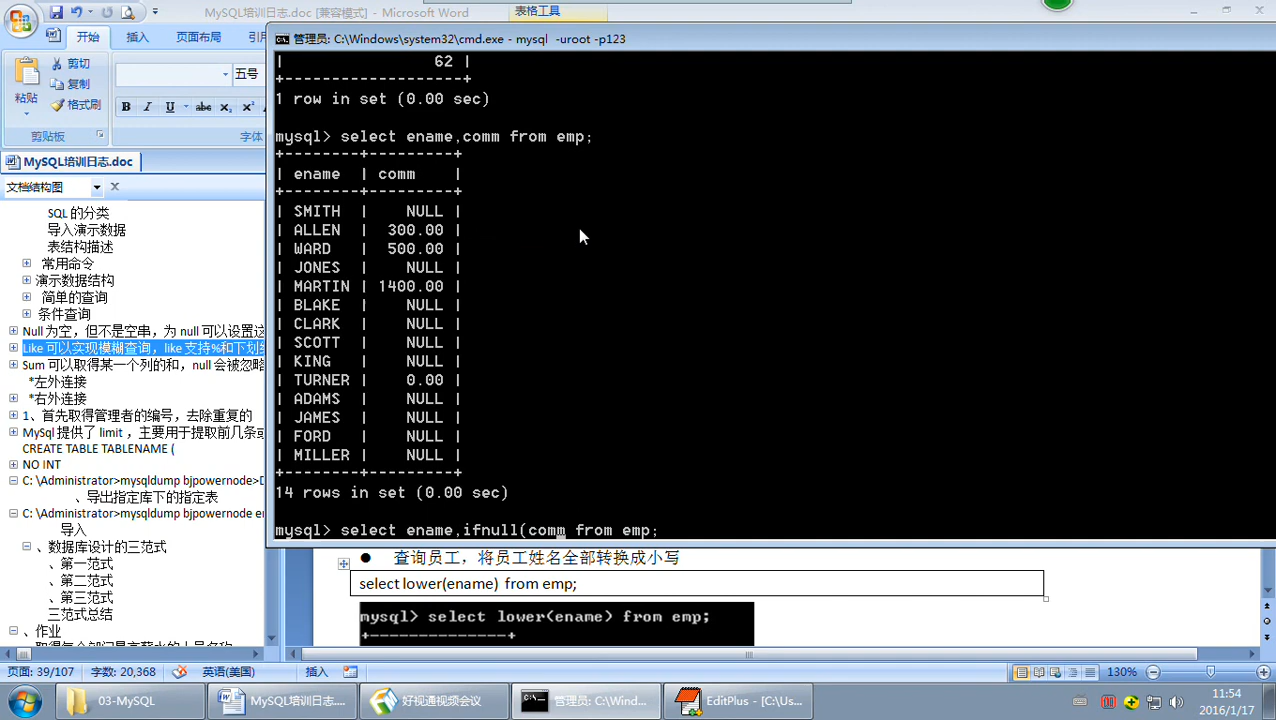 MySQL培训日志.doc [兼容模式] - Microsoft Word
表格工具
开始
插入
页面布局
剪切
复制
格式刷
粘贴
剪贴板
五号
B I U abe x₂ x²
字体
MySQL培训日志.doc
文档结构图
SQL 的分类
导入演示数据
表结构描述
常用命令
演示数据结构
简单的查询
条件查询
Null 为空，但不是空串，为 null 可以设置这
Like 可以实现模糊查询，like 支持%和下划
Sum 可以取得某一个列的和，null 会被忽略
*左外连接
*右外连接
1、首先取得管理者的编号，去除重复的
MySql 提供了 limit ，主要用于提取前几条或
CREATE TABLE TABLENAME (
NO INT
C: \Administrator>mysqldump bjpowernode>D
、导出指定库下的指定表
C: \Administrator>mysqldump bjpowernode e
导入
、数据库设计的三范式
、第一范式
、第二范式
、第三范式
三范式总结
、作业
管理员: C:\Windows\system32\cmd.exe - mysql -uroot -p123
| 62 |
+-------------------+
1 row in set (0.00 sec)
mysql> select ename,comm from emp;
+--------+---------+
| ename | comm |
+--------+---------+
| SMITH | NULL |
| ALLEN | 300.00 |
| WARD | 500.00 |
| JONES | NULL |
| MARTIN | 1400.00 |
| BLAKE | NULL |
| CLARK | NULL |
| SCOTT | NULL |
| KING | NULL |
| TURNER | 0.00 |
| ADAMS | NULL |
| JAMES | NULL |
| FORD | NULL |
| MILLER | NULL |
+--------+---------+
14 rows in set (0.00 sec)
mysql> select ename,ifnull(comm from emp;
● 查询员工，将员工姓名全部转换成小写
select lower(ename) from emp;
mysql> select lower(ename) from emp;
+--------------+
页面: 39/107
字数: 20,368
英语(美国)
插入
130%
03-MySQL
MySQL培训日志....
好视通视频会议
管理员: C:\Wind...
EditPlus - [C:\Us...
11:54
2016/1/17